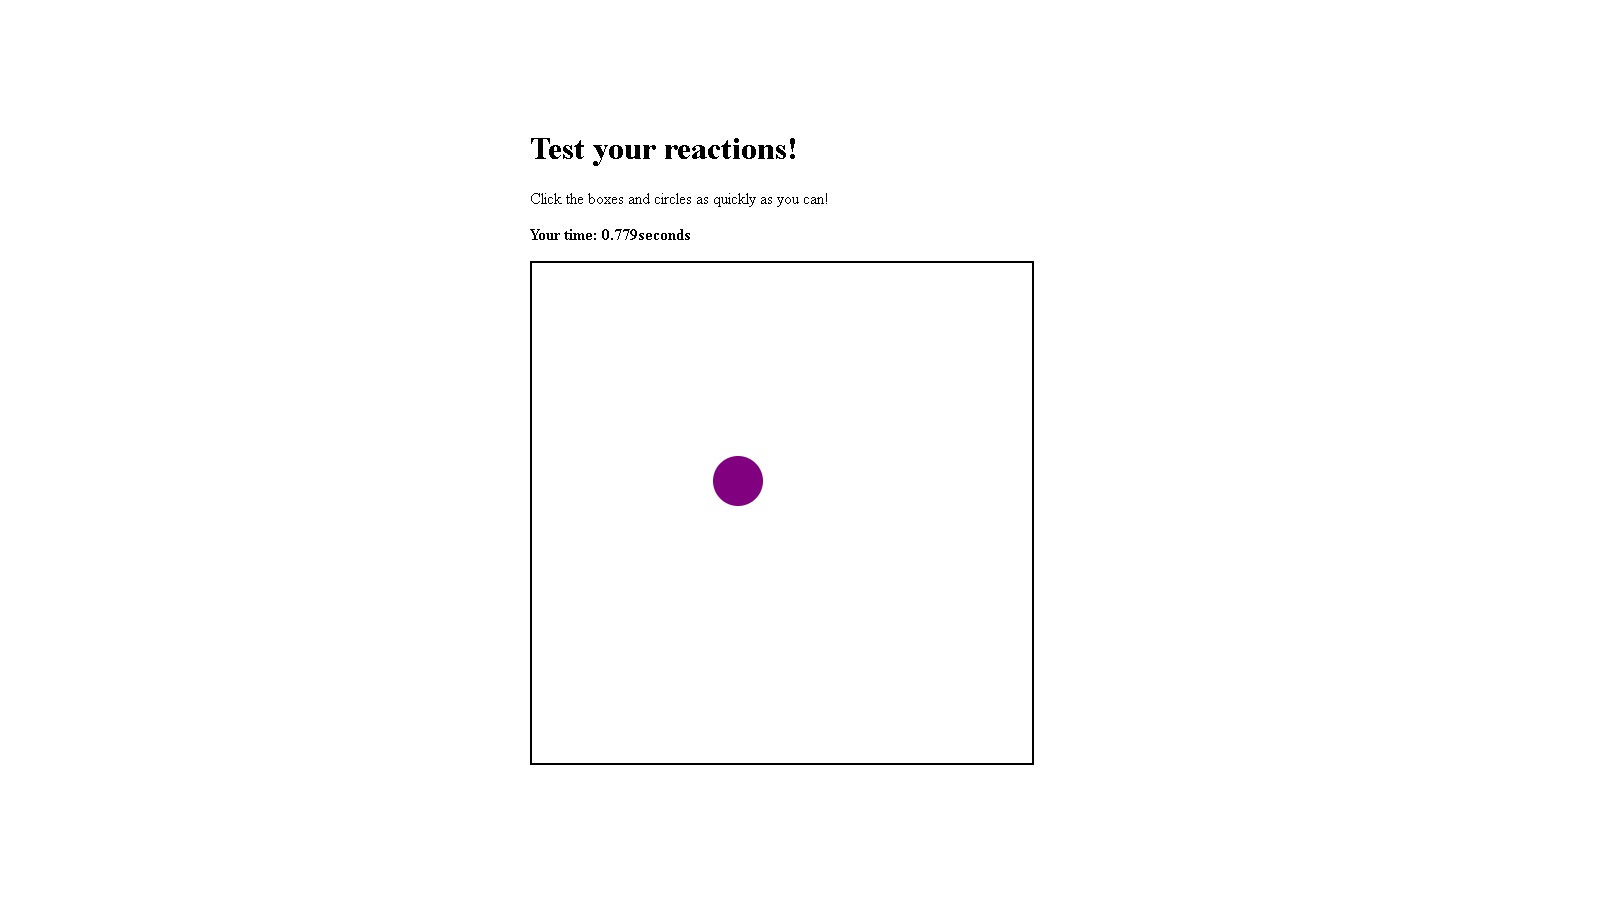 Test your reactions!
Click the boxes and circles as quickly as you can!
Your time: 0.779seconds